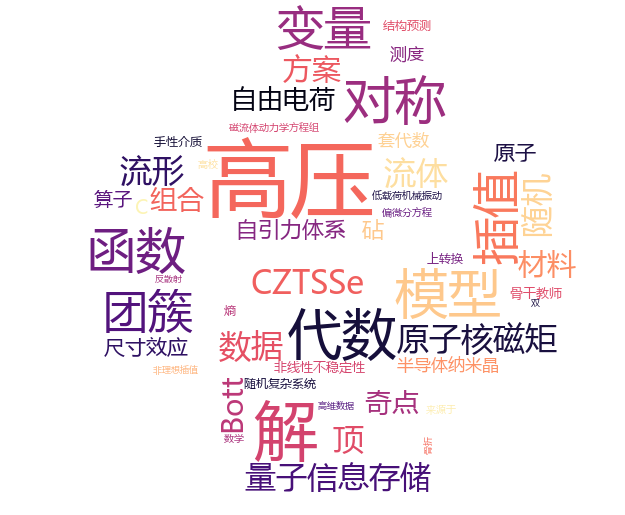 变量
结构预测
测度
方案
自由电荷
对称
磁流体动力学方程组
手性介质
套代数
原子
流形
高校
高压
流体
低载荷机械振动
算子
C
组合
偏微分方程
插值
随机
自引力体系
砧
函数
上转换
材料
反散射
CZTSSe
模型
骨干教师
双
团簇
熵
代数
原子核磁矩
尺寸效应
数据
非线性不稳定性
半导体纳米晶
非理想插值
随机复杂系统
Bott
解
高维数据
奇点
来源于
数学
顶
量子信息存储